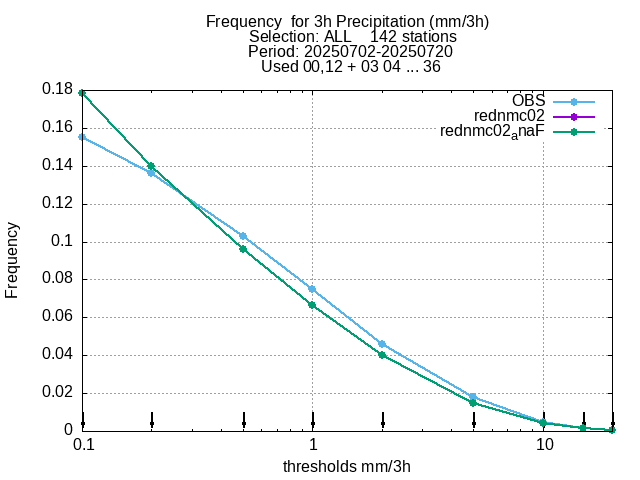 Frequency  for 3h Precipitation (mm/3h)
Selection: ALL    142 stations
Period: 20250702-20250720
Used 00,12 + 03 04 ... 36
OBS
rednmc02
rednmc02anaF
0.18
0.16
0.14
0.12
0.1
0.08
0.06
0.04
0.02
0
Frequency
0.1 1 10
thresholds mm/3h